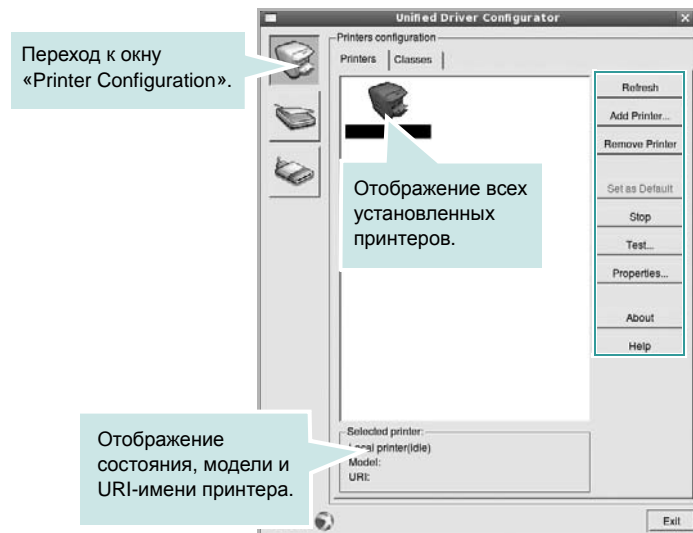 Unified Driver Configurator
Переход к окну
«Printer Configuration».
Printers configuration
Printers
Classes
Refresh
Add Printer...
Remove Printer
Set as Default
Stop
Test...
Properties...
About
Help
Отображение всех
установленных
принтеров.
Отображение
состояния, модели и
URI-имени принтера.
Selected printer:
Local printer(idle)
Model:
URI:
Exit